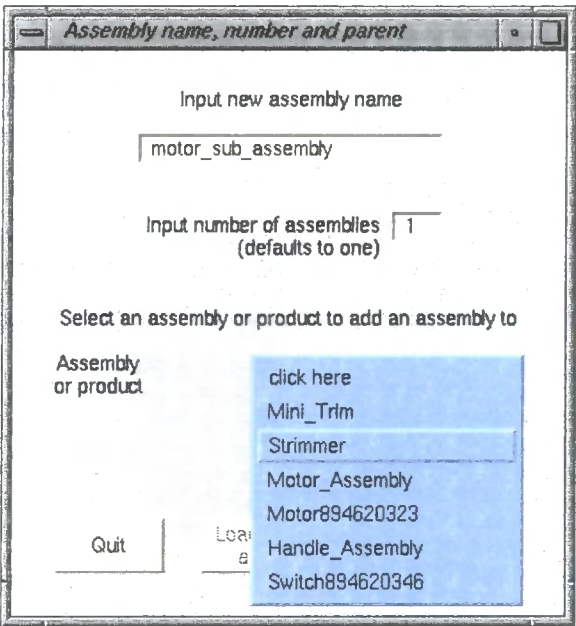 Assembly name, number and parent
Input new assembly name
motor_sub_assembly
Input number of assemblies 1
(defaults to one)
Select an assembly or product to add an assembly to
Assembly
or product
click here
Mini_Trim
Strimmer
Motor_Assembly
Motor894620323
Handle_Assembly
Switch894620346
Quit